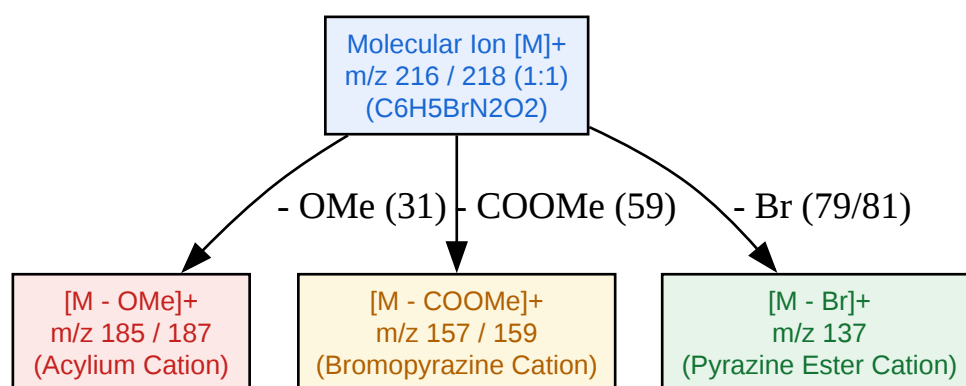 Molecular Ion [M]+
m/z 216 / 218 (1:1)
(C6H5BrN2O2)
- OMe (31)
- COOMe (59)
- Br (79/81)
[M - OMe]+
m/z 185 / 187
(Acylium Cation)
[M - COOMe]+
m/z 157 / 159
(Bromopyrazine Cation)
[M - Br]+
m/z 137
(Pyrazine Ester Cation)